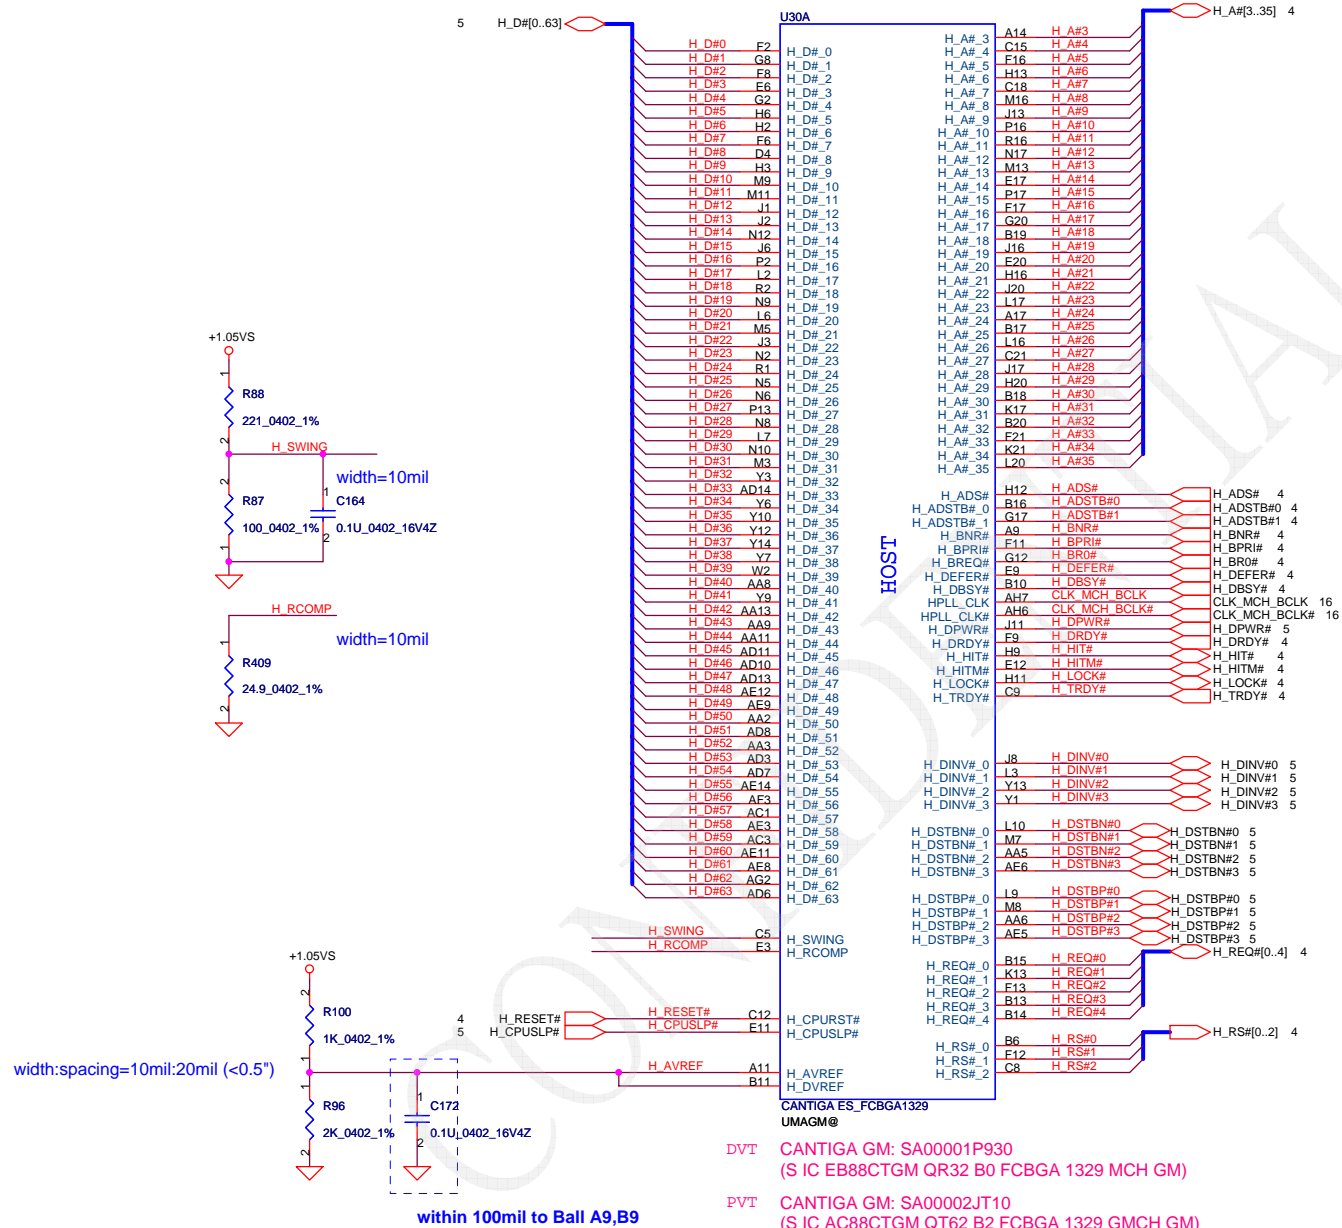 5 H_D#[0..63]
U30A
H_A#[3..35] 4
H_D#0 F2 H_D#_0
H_D#1 G8 H_D#_1
H_D#2 F8 H_D#_2
H_D#3 E6 H_D#_3
H_D#4 G2 H_D#_4
H_D#5 H6 H_D#_5
H_D#6 H2 H_D#_6
H_D#7 F6 H_D#_7
H_D#8 D4 H_D#_8
H_D#9 H3 H_D#_9
H_D#10 M9 H_D#_10
H_D#11 M11 H_D#_11
H_D#12 J1 H_D#_12
H_D#13 J2 H_D#_13
H_D#14 N12 H_D#_14
H_D#15 J6 H_D#_15
H_D#16 P2 H_D#_16
H_D#17 L2 H_D#_17
H_D#18 R2 H_D#_18
H_D#19 N9 H_D#_19
H_D#20 L6 H_D#_20
H_D#21 M5 H_D#_21
H_D#22 J3 H_D#_22
H_D#23 N2 H_D#_23
H_D#24 R1 H_D#_24
H_D#25 N5 H_D#_25
H_D#26 N6 H_D#_26
H_D#27 P13 H_D#_27
H_D#28 N8 H_D#_28
H_D#29 L7 H_D#_29
H_D#30 N10 H_D#_30
H_D#31 M3 H_D#_31
H_D#32 Y3 H_D#_32
H_D#33 AD14 H_D#_33
H_D#34 Y6 H_D#_34
H_D#35 Y10 H_D#_35
H_D#36 Y12 H_D#_36
H_D#37 Y14 H_D#_37
H_D#38 Y7 H_D#_38
H_D#39 W2 H_D#_39
H_D#40 AA8 H_D#_40
H_D#41 Y9 H_D#_41
H_D#42 AA13 H_D#_42
H_D#43 AA9 H_D#_43
H_D#44 AA11 H_D#_44
H_D#45 AD11 H_D#_45
H_D#46 AD10 H_D#_46
H_D#47 AD13 H_D#_47
H_D#48 AE12 H_D#_48
H_D#49 AE9 H_D#_49
H_D#50 AA2 H_D#_50
H_D#51 AD8 H_D#_51
H_D#52 AA3 H_D#_52
H_D#53 AD3 H_D#_53
H_D#54 AD7 H_D#_54
H_D#55 AE14 H_D#_55
H_D#56 AF3 H_D#_56
H_D#57 AC1 H_D#_57
H_D#58 AE3 H_D#_58
H_D#59 AC3 H_D#_59
H_D#60 AE11 H_D#_60
H_D#61 AE8 H_D#_61
H_D#62 AG2 H_D#_62
H_D#63 AD6 H_D#_63
H_SWING C5 H_SWING
H_RCOMP E3 H_RCOMP
4 H_RESET# H_RESET# C12 H_CPURST#
5 H_CPUSLP# H_CPUSLP# E11 H_CPUSLP#
H_AVREF A11 H_AVREF
B11 H_DVREF
HOST
H_A#_3 A14 H_A#3
H_A#_4 C15 H_A#4
H_A#_5 F16 H_A#5
H_A#_6 H13 H_A#6
H_A#_7 C18 H_A#7
H_A#_8 M16 H_A#8
H_A#_9 J13 H_A#9
H_A#_10 P16 H_A#10
H_A#_11 R16 H_A#11
H_A#_12 N17 H_A#12
H_A#_13 M13 H_A#13
H_A#_14 E17 H_A#14
H_A#_15 P17 H_A#15
H_A#_16 F17 H_A#16
H_A#_17 G20 H_A#17
H_A#_18 B19 H_A#18
H_A#_19 J16 H_A#19
H_A#_20 E20 H_A#20
H_A#_21 H16 H_A#21
H_A#_22 J20 H_A#22
H_A#_23 L17 H_A#23
H_A#_24 A17 H_A#24
H_A#_25 B17 H_A#25
H_A#_26 L16 H_A#26
H_A#_27 C21 H_A#27
H_A#_28 J17 H_A#28
H_A#_29 H20 H_A#29
H_A#_30 B18 H_A#30
H_A#_31 K17 H_A#31
H_A#_32 B20 H_A#32
H_A#_33 F21 H_A#33
H_A#_34 K21 H_A#34
H_A#_35 L20 H_A#35
H_ADS# H12 H_ADS# H_ADS# 4
H_ADSTB#_0 B16 H_ADSTB#0 H_ADSTB#0 4
H_ADSTB#_1 G17 H_ADSTB#1 H_ADSTB#1 4
H_BNR# A9 H_BNR# H_BNR# 4
H_BPRI# F11 H_BPRI# H_BPRI# 4
H_BREQ# G12 H_BR0# H_BR0# 4
H_DEFER# E9 H_DEFER# H_DEFER# 4
H_DBSY# B10 H_DBSY# H_DBSY# 4
HPLL_CLK AH7 CLK_MCH_BCLK CLK_MCH_BCLK 16
HPLL_CLK# AH6 CLK_MCH_BCLK# CLK_MCH_BCLK# 16
H_DPWR# J11 H_DPWR# H_DPWR# 5
H_DRDY# F9 H_DRDY# H_DRDY# 4
H_HIT# H9 H_HIT# H_HIT# 4
H_HITM# E12 H_HITM# H_HITM# 4
H_LOCK# H11 H_LOCK# H_LOCK# 4
H_TRDY# C9 H_TRDY# H_TRDY# 4
H_DINV#_0 J8 H_DINV#0 H_DINV#0 5
H_DINV#_1 L3 H_DINV#1 H_DINV#1 5
H_DINV#_2 Y13 H_DINV#2 H_DINV#2 5
H_DINV#_3 Y1 H_DINV#3 H_DINV#3 5
H_DSTBN#_0 L10 H_DSTBN#0 H_DSTBN#0 5
H_DSTBN#_1 M7 H_DSTBN#1 H_DSTBN#1 5
H_DSTBN#_2 AA5 H_DSTBN#2 H_DSTBN#2 5
H_DSTBN#_3 AE6 H_DSTBN#3 H_DSTBN#3 5
H_DSTBP#_0 L9 H_DSTBP#0 H_DSTBP#0 5
H_DSTBP#_1 M8 H_DSTBP#1 H_DSTBP#1 5
H_DSTBP#_2 AA6 H_DSTBP#2 H_DSTBP#2 5
H_DSTBP#_3 AE5 H_DSTBP#3 H_DSTBP#3 5
H_REQ#[0..4] 4
H_REQ#_0 B15 H_REQ#0
H_REQ#_1 K13 H_REQ#1
H_REQ#_2 F13 H_REQ#2
H_REQ#_3 B13 H_REQ#3
H_REQ#_4 B14 H_REQ#4
H_RS#[0..2] 4
H_RS#_0 B6 H_RS#0
H_RS#_1 F12 H_RS#1
H_RS#_2 C8 H_RS#2
CANTIGA ES_FCBGA1329
UMAGM@
+1.05VS
1
R88
221_0402_1%
2
H_SWING
width=10mil
2
R87
100_0402_1%
1
1
C164
0.1U_0402_16V4Z
2
H_RCOMP
width=10mil
1
R409
24.9_0402_1%
2
+1.05VS
2
R100
1K_0402_1%
1
width:spacing=10mil:20mil (<0.5")
1
R96
2K_0402_1%
2
1
C172
0.1U_0402_16V4Z
2
within 100mil to Ball A9,B9
DVT CANTIGA GM: SA00001P930
(S IC EB88CTGM QR32 B0 FCBGA 1329 MCH GM)
PVT CANTIGA GM: SA00002JT10
(S IC AC88CTGM QT62 B2 FCBGA 1329 GMCH GM)
CONFIDENTIAL